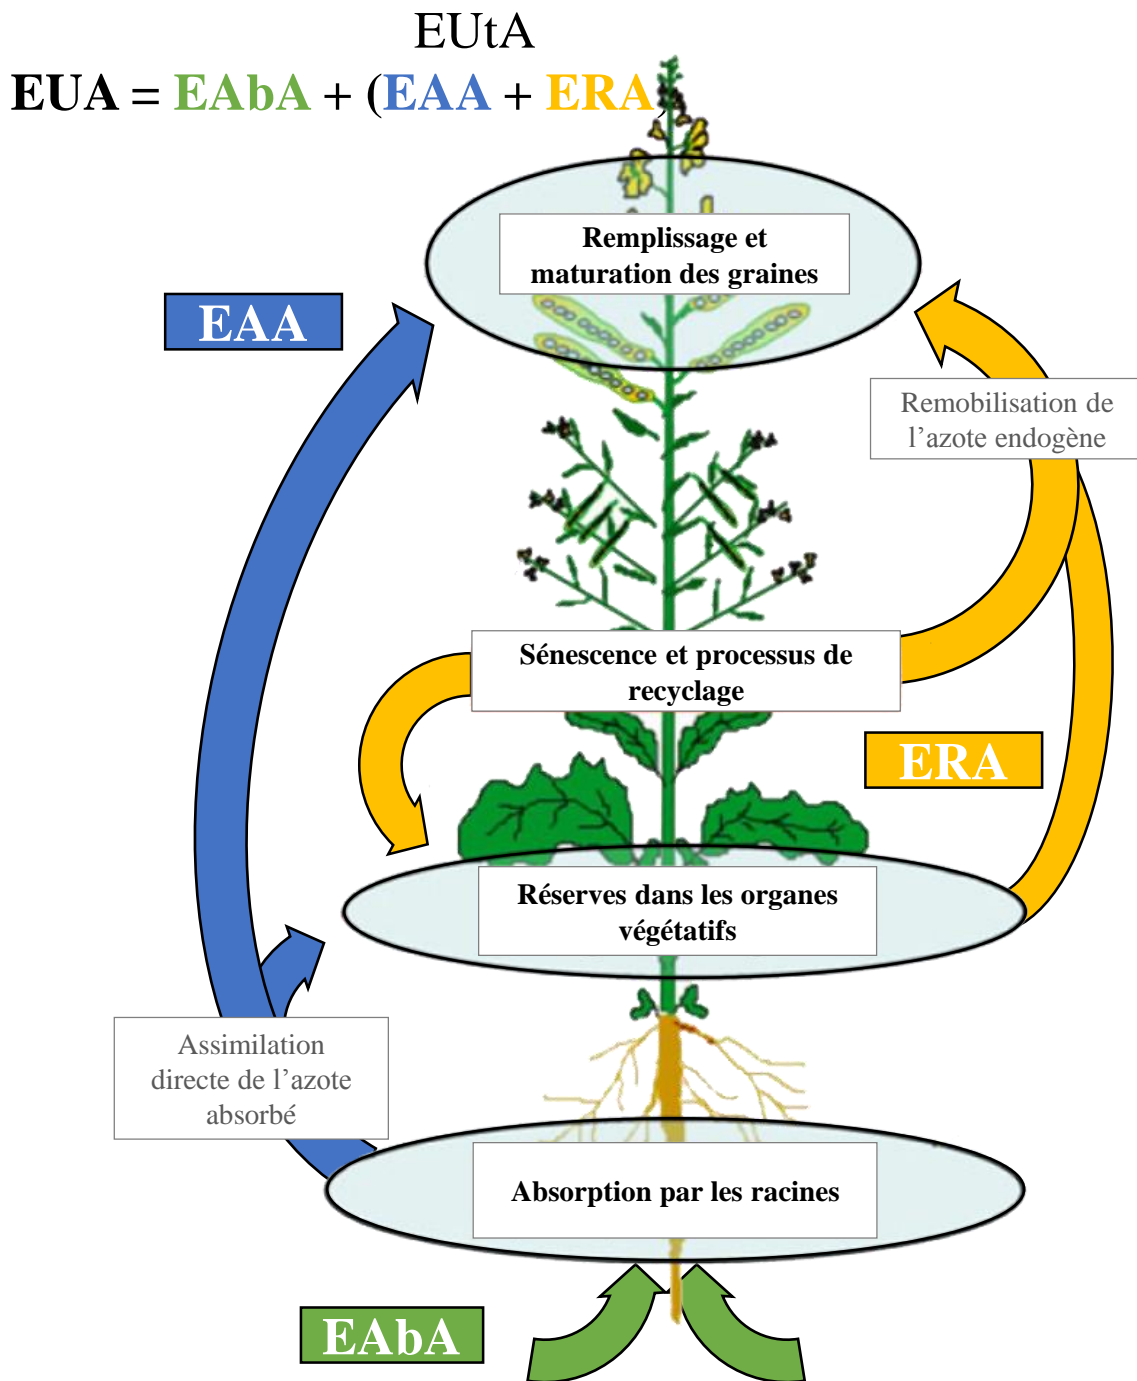 EUtA
EUA = EAbA + (EAA + ERA)
Remplissage et
maturation des graines
EAA
Remobilisation de
l’azote endogène
Sénescence et processus de
recyclage
ERA
Réserves dans les organes
végétatifs
Assimilation
directe de l’azote
absorbé
Absorption par les racines
EAbA